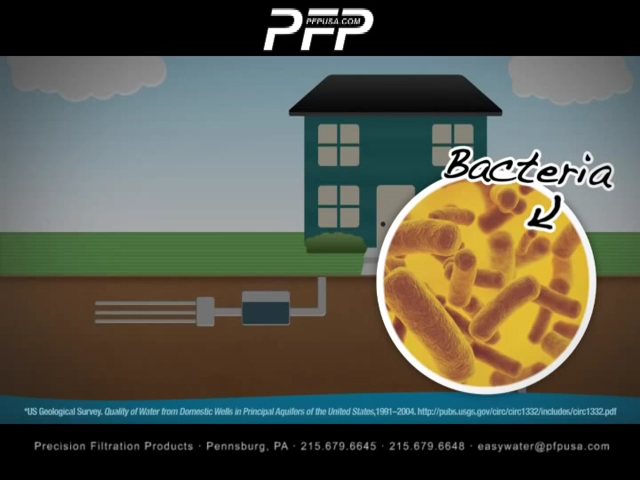 PFP
PFPUSA.COM
Bacteria
*US Geological Survey. Quality of Water from Domestic Wells in Principal Aquifers of the United States,1991–2004. http://pubs.usgs.gov/circ/circ1332/includes/circ1332.pdf
Precision Filtration Products · Pennsburg, PA · 215.679.6645 · 215.679.6648 · easywater@pfpusa.com